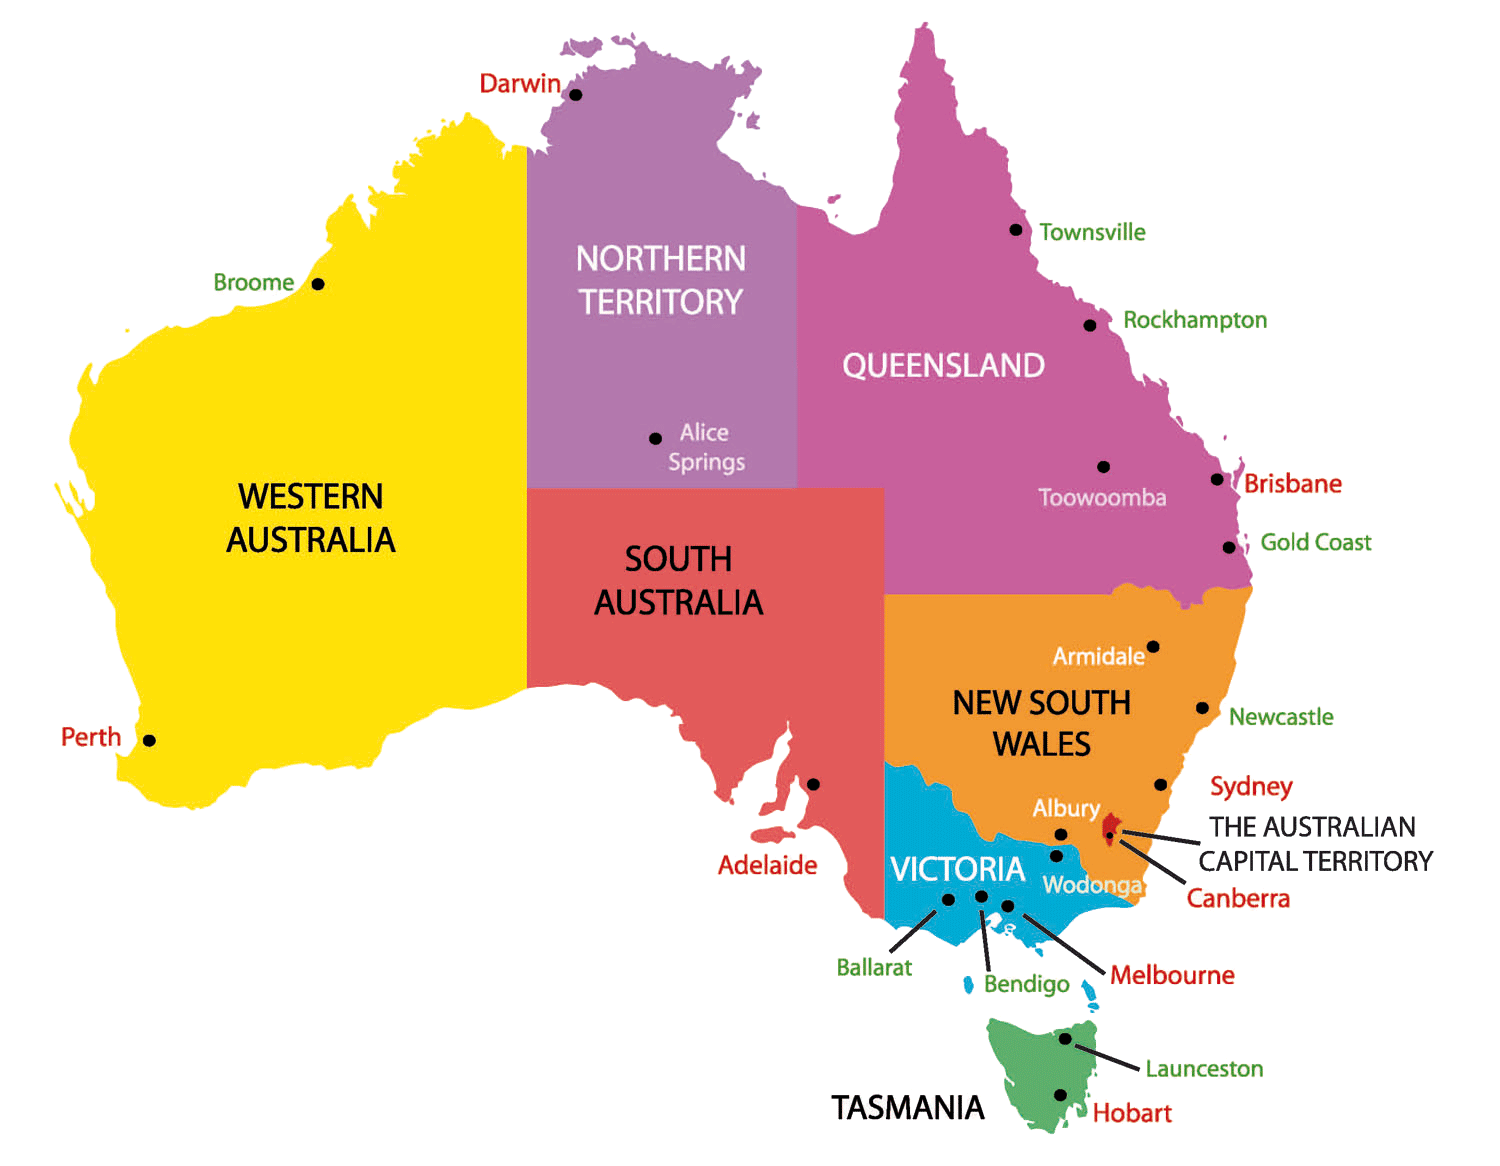 Darwin
NORTHERN
TERRITORY
Townsville
Broome
Rockhampton
QUEENSLAND
Alice
Springs
WESTERN
AUSTRALIA
Toowoomba
Brisbane
Gold Coast
SOUTH
AUSTRALIA
Armidale
NEW SOUTH
WALES
Newcastle
Perth
Sydney
Albury
THE AUSTRALIAN
CAPITAL TERRITORY
Adelaide
VICTORIA
Wodonga
Canberra
Ballarat
Bendigo
Melbourne
Launceston
TASMANIA
Hobart